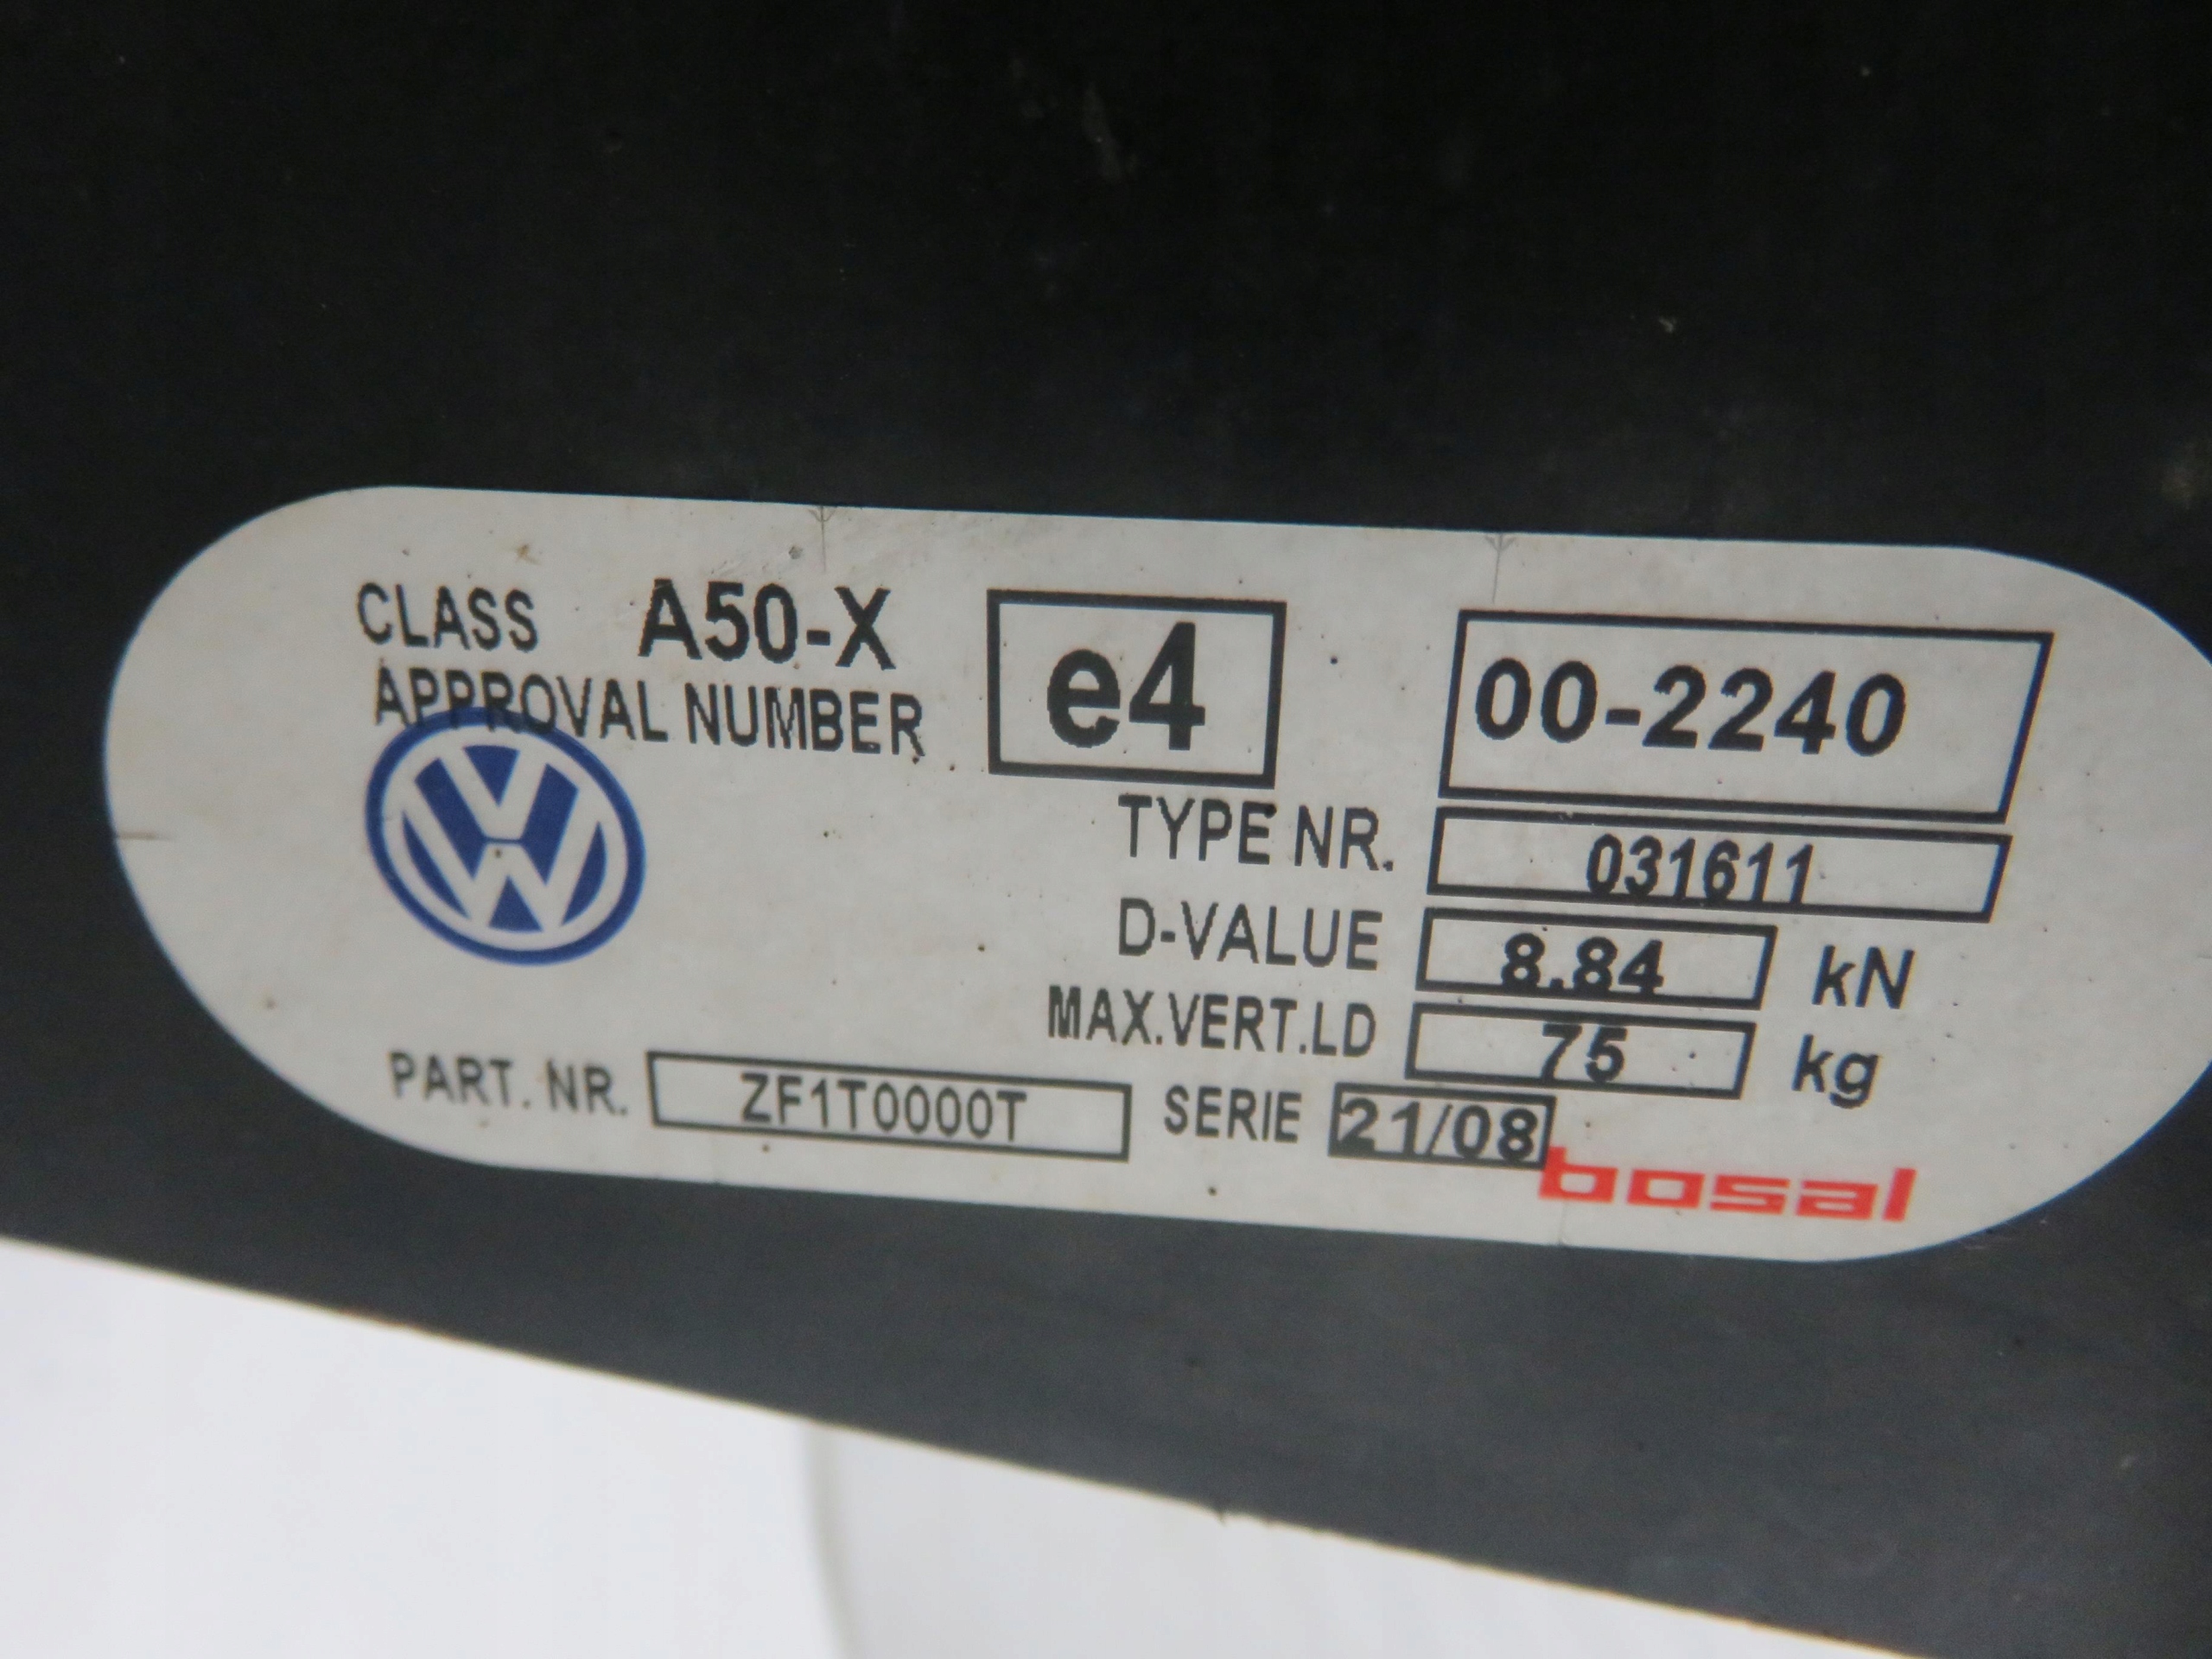 CLASS A50-X
APPROVAL NUMBER e4 00-2240
TYPE NR. 031611
D-VALUE 8.84 kN
MAX.VERT.LD 75 kg
PART. NR. ZF1T0000T SERIE 21/08
bosal